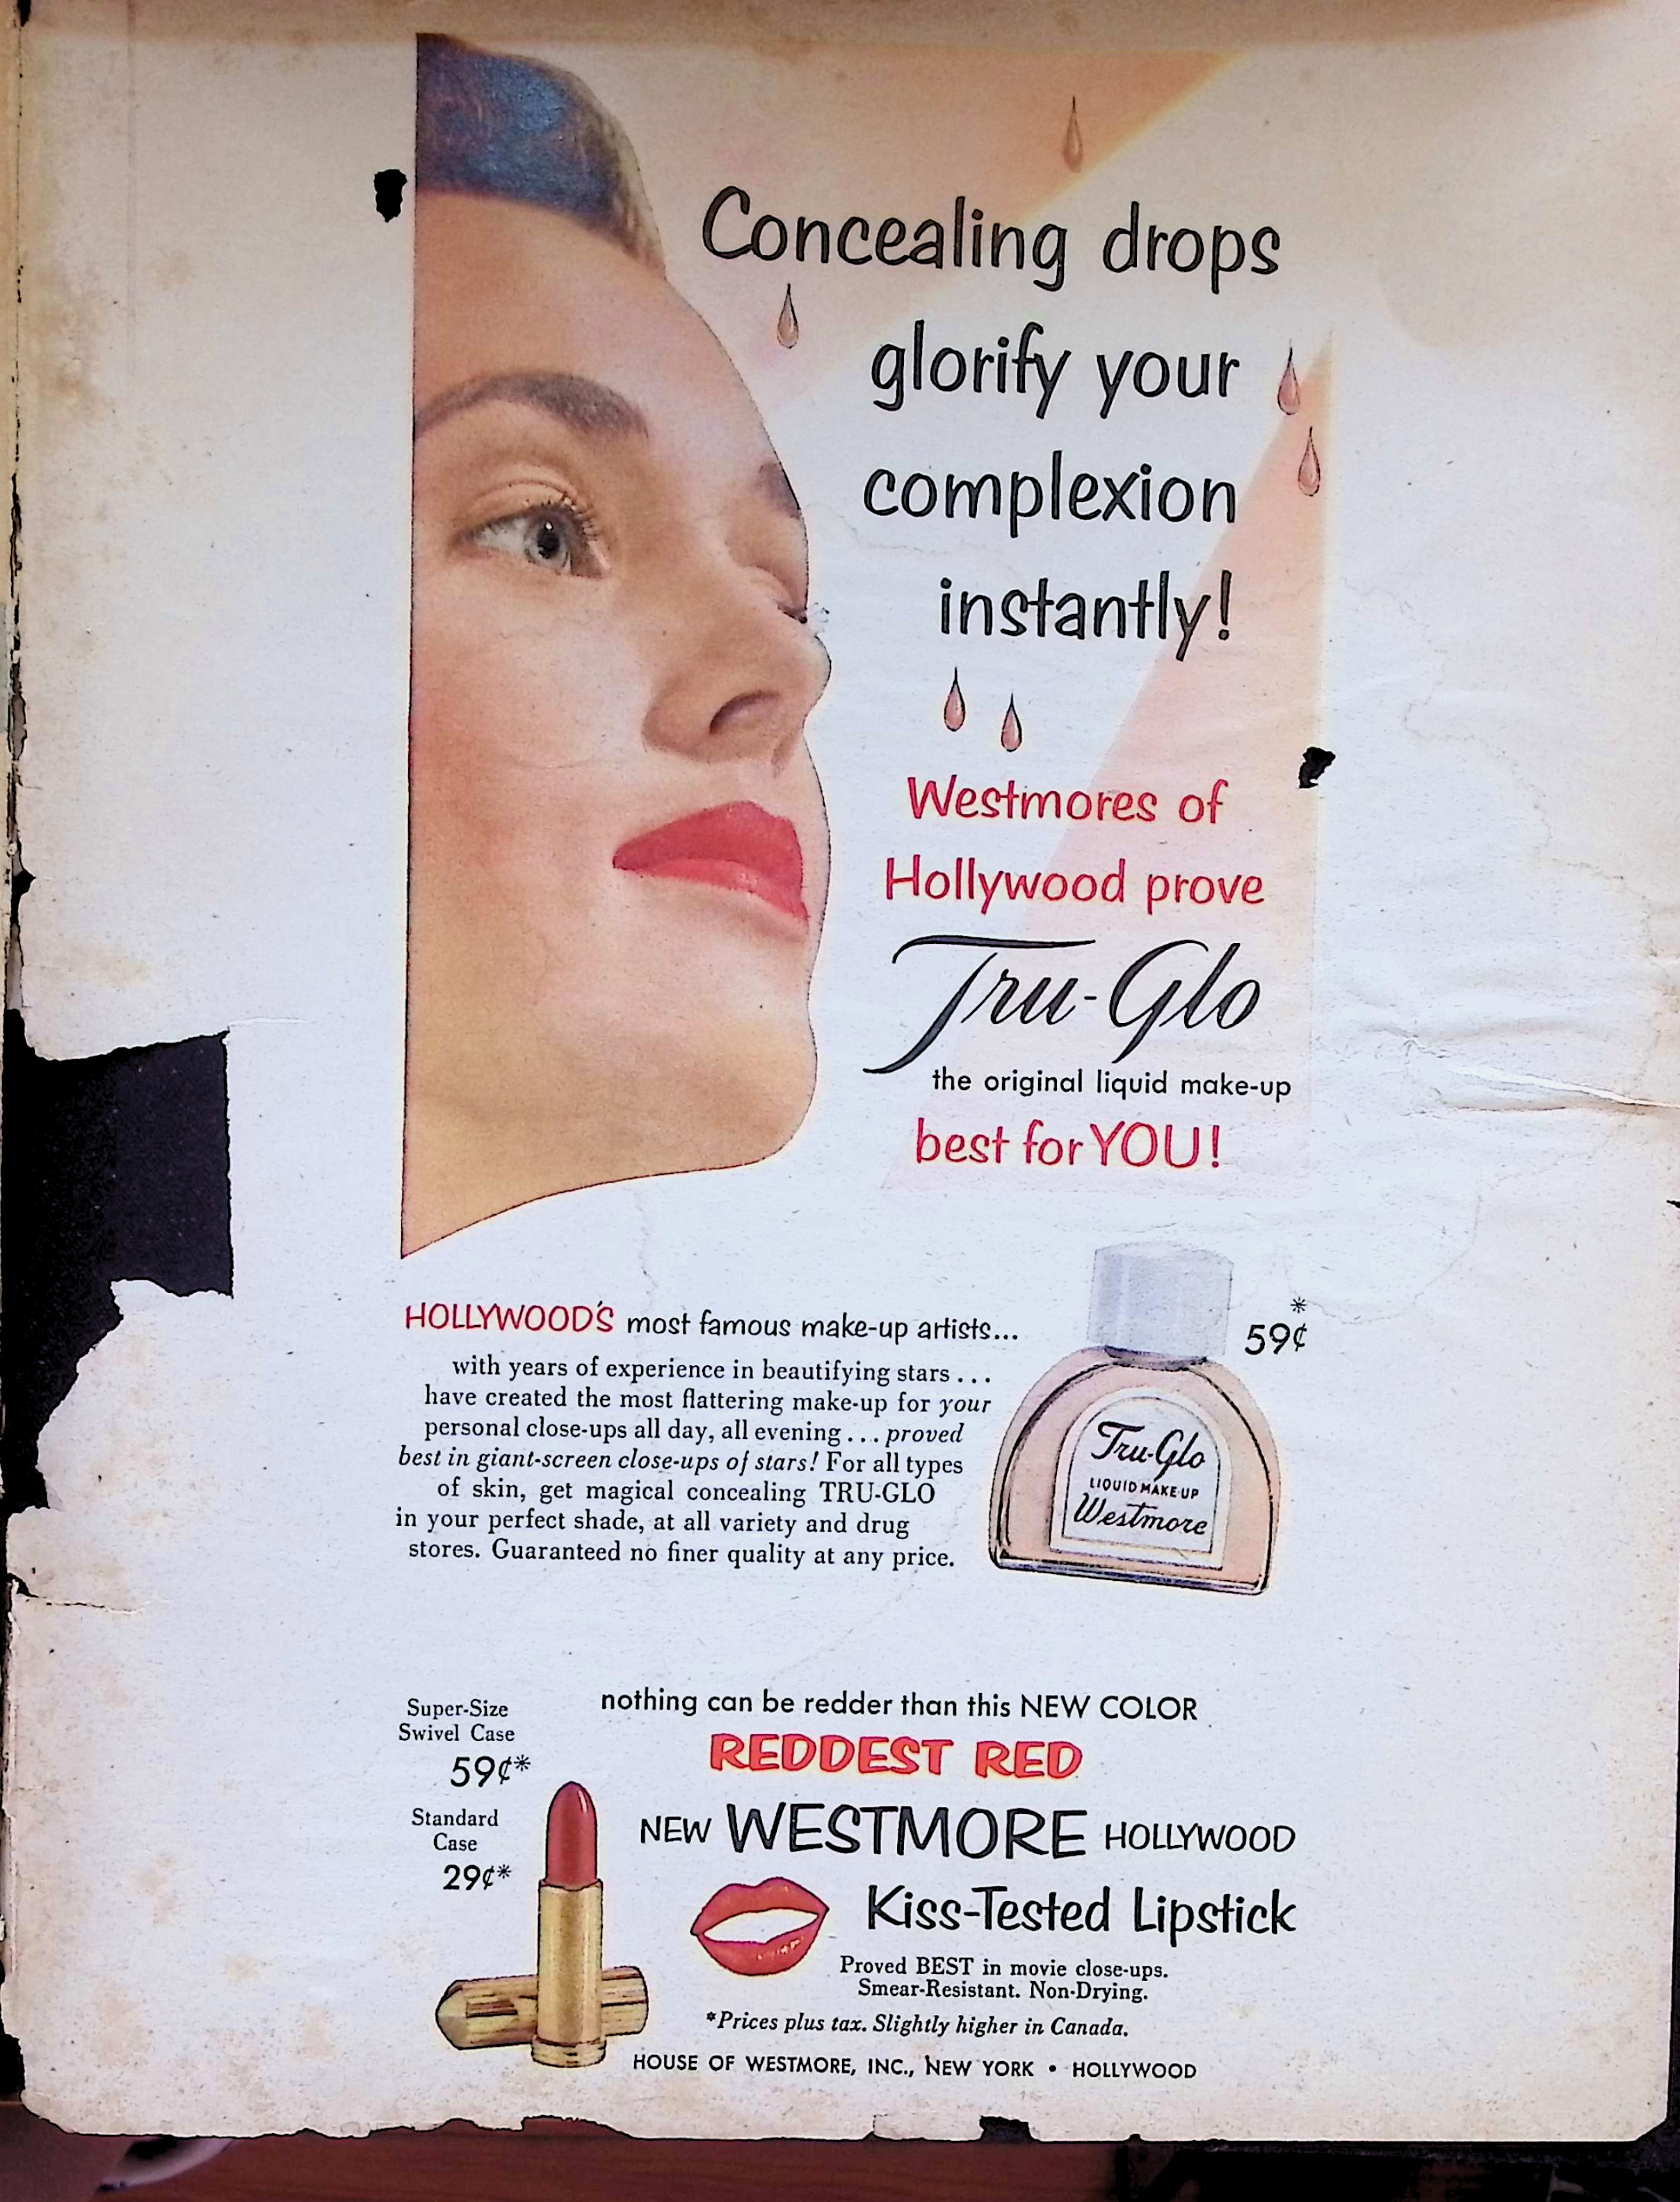 Concealing drops
glorify your
complexion
instantly!
Westmores of
Hollywood prove
Tru-Glo
the original liquid make-up
best for YOU!
HOLLYWOOD'S most famous make-up artists...
with years of experience in beautifying stars . . .
have created the most flattering make-up for your
personal close-ups all day, all evening . . . proved
best in giant-screen close-ups of stars! For all types
of skin, get magical concealing TRU-GLO
in your perfect shade, at all variety and drug
stores. Guaranteed no finer quality at any price.
*
59¢
Tru-Glo
LIQUID MAKE-UP
Westmore
Super-Size
Swivel Case
59¢*
Standard
Case
29¢*
nothing can be redder than this NEW COLOR
REDDEST RED
NEW WESTMORE HOLLYWOOD
Kiss-Tested Lipstick
Proved BEST in movie close-ups.
Smear-Resistant. Non-Drying.
*Prices plus tax. Slightly higher in Canada.
HOUSE OF WESTMORE, INC., NEW YORK • HOLLYWOOD